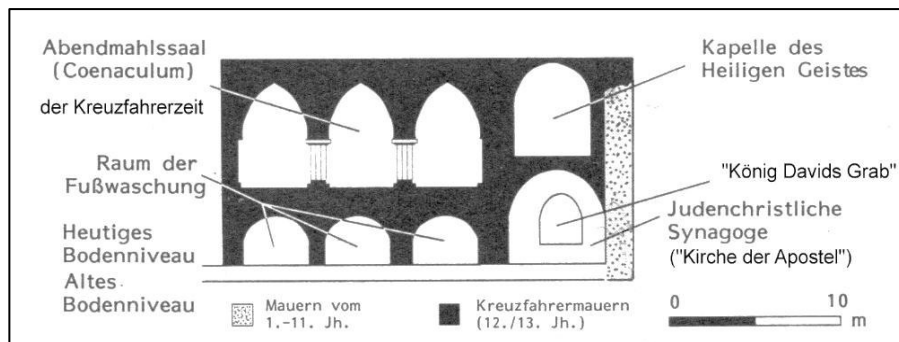 Abendmahlssaal
(Coenaculum)
der Kreuzfahrerzeit
Raum der
Fußwaschung
Heutiges
Bodenniveau
Altes
Bodenniveau
Kapelle des
Heiligen Geistes
"König Davids Grab"
Judenchristliche
Synagoge
("Kirche der Apostel")
Mauern vom
1.-11. Jh.
Kreuzfahrermauern
(12./13. Jh.)
0 10
m